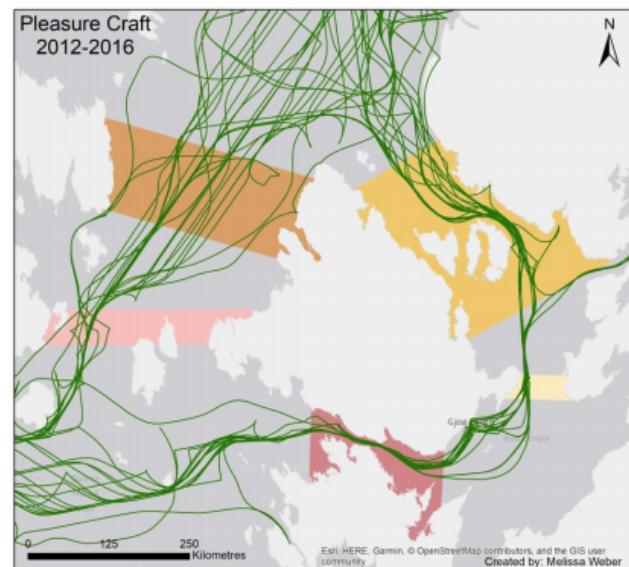 Pleasure Craft
2012-2016
N
Gjoa
0 125 250
Kilometres
Esri, HERE, Garmin, © OpenStreetMap contributors, and the GIS user
community
Created by: Melissa Weber